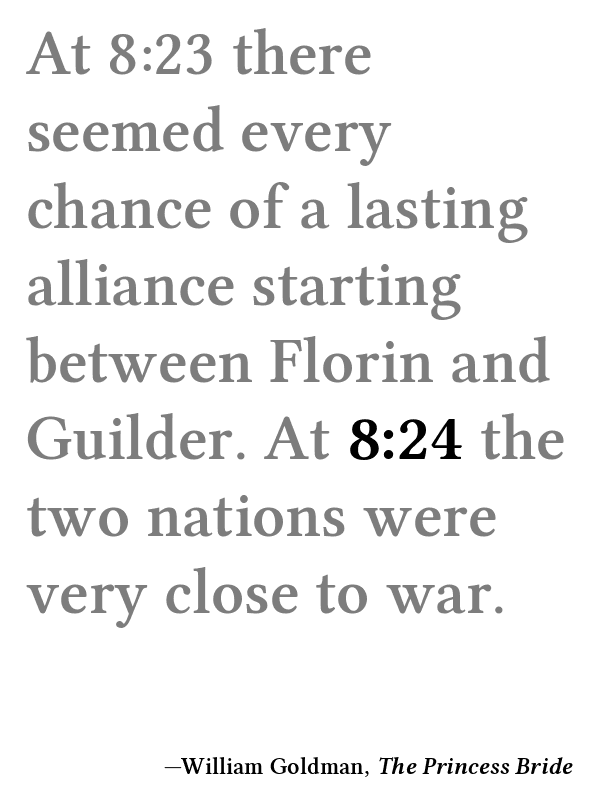 At 8:23 there
seemed every
chance of a lasting
alliance starting
between Florin and
Guilder. At 8:24 the
two nations were
very close to war.
—William Goldman, The Princess Bride